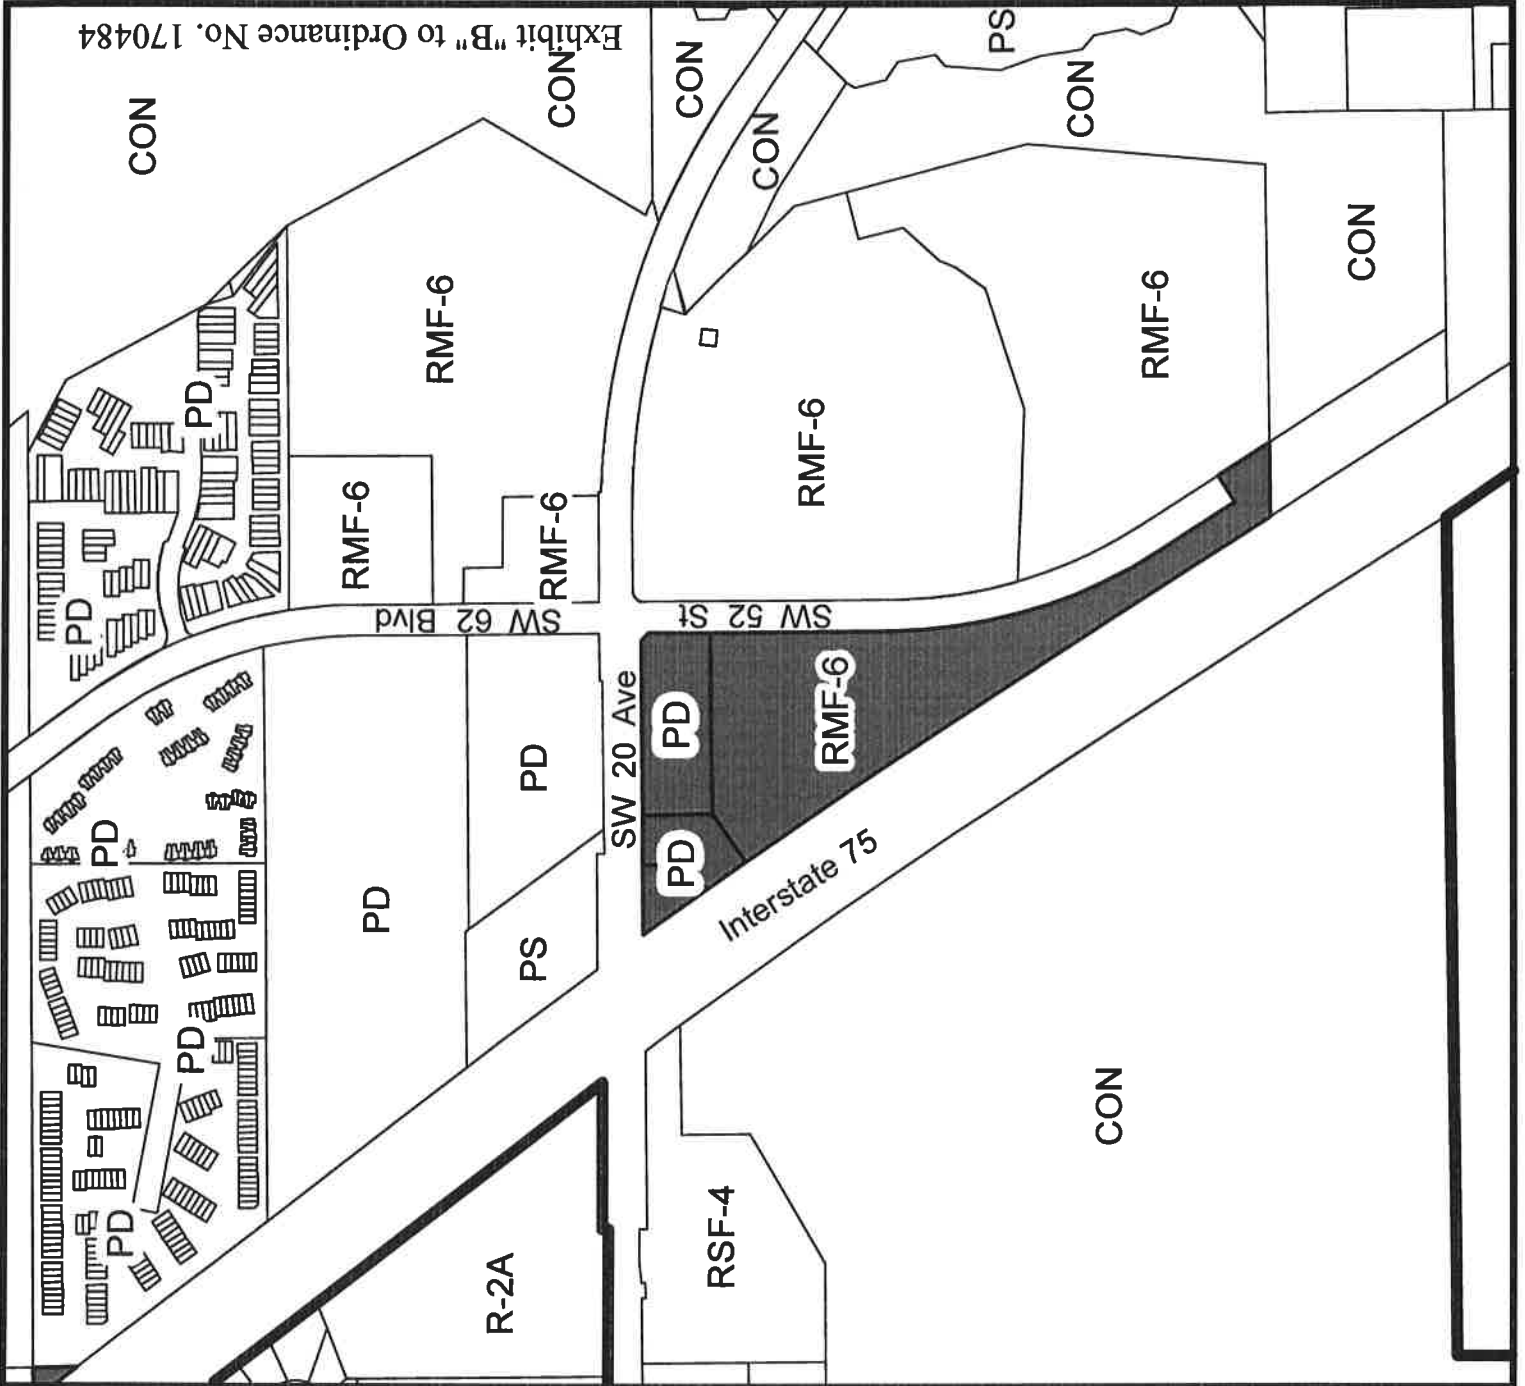 Exhibit "B" to Ordinance No. 170484
CON
CON
CON
CON
PS
CON
CON
RMF-6
RMF-6
RMF-6
RMF-6
RMF-6
PD
PD
SW 62 Blvd
SW 52 St
SW 20 Ave
PD
PD
RMF-6
PD
PD
PS
PD
PD
PD
Interstate 75
R-2A
RSF-4
CON